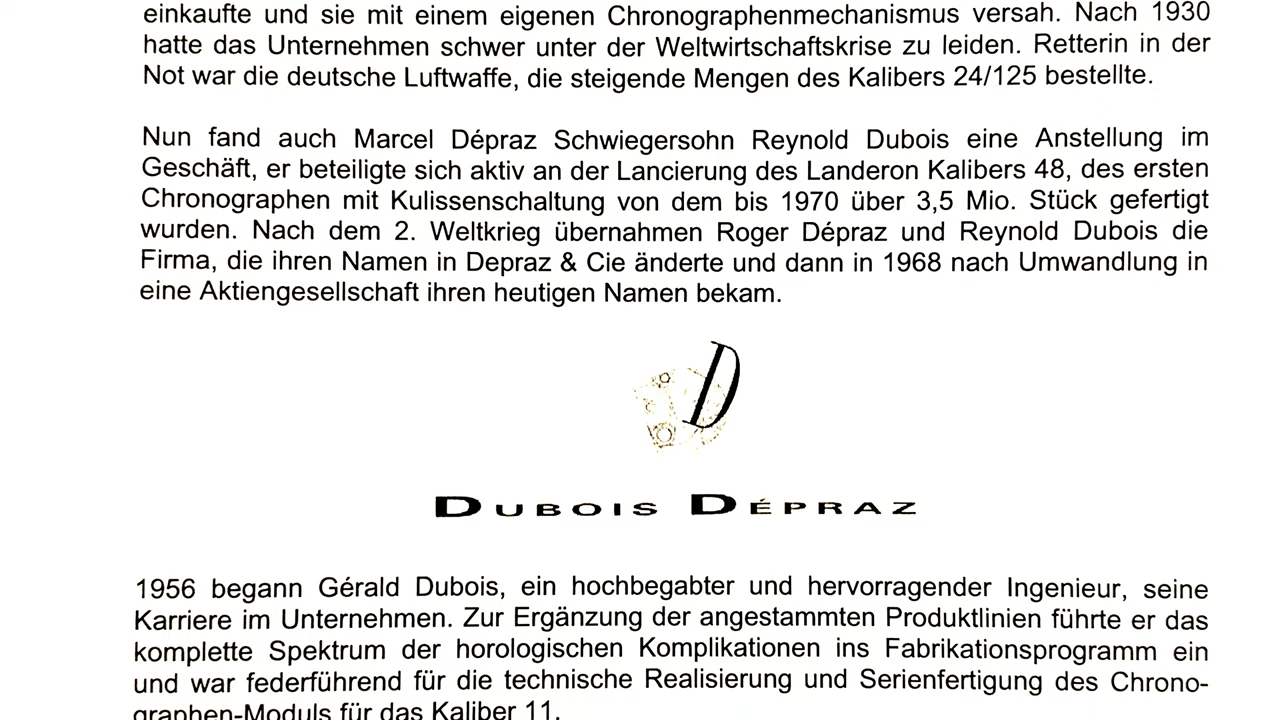 einkaufte und sie mit einem eigenen Chronographenmechanismus versah. Nach 1930
hatte das Unternehmen schwer unter der Weltwirtschaftskrise zu leiden. Retterin in der
Not war die deutsche Luftwaffe, die steigende Mengen des Kalibers 24/125 bestellte.
Nun fand auch Marcel Dépraz Schwiegersohn Reynold Dubois eine Anstellung im
Geschäft, er beteiligte sich aktiv an der Lancierung des Landeron Kalibers 48, des ersten
Chronographen mit Kulissenschaltung von dem bis 1970 über 3,5 Mio. Stück gefertigt
wurden. Nach dem 2. Weltkrieg übernahmen Roger Dépraz und Reynold Dubois die
Firma, die ihren Namen in Depraz & Cie änderte und dann in 1968 nach Umwandlung in
eine Aktiengesellschaft ihren heutigen Namen bekam.
D
DUBOIS DÉPRAZ
1956 begann Gérald Dubois, ein hochbegabter und hervorragender Ingenieur, seine
Karriere im Unternehmen. Zur Ergänzung der angestammten Produktlinien führte er das
komplette Spektrum der horologischen Komplikationen ins Fabrikationsprogramm ein
und war federführend für die technische Realisierung und Serienfertigung des Chrono-
graphen-Moduls für das Kaliber 11.